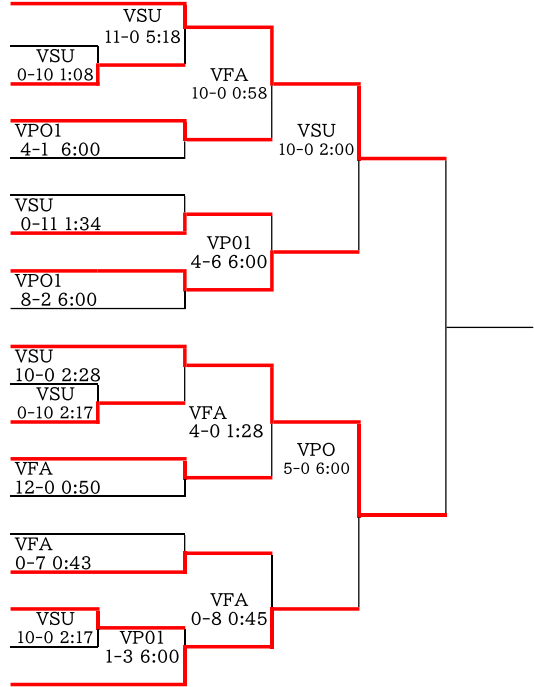 VSU
11-0 5:18
VSU
0-10 1:08
VFA
10-0 0:58
VPO1
4-1 6:00
VSU
10-0 2:00
VSU
0-11 1:34
VP01
4-6 6:00
VPO1
8-2 6:00
VSU
10-0 2:28
VSU
0-10 2:17
VFA
4-0 1:28
VPO
5-0 6:00
VFA
12-0 0:50
VFA
0-7 0:43
VFA
0-8 0:45
VSU
10-0 2:17
VP01
1-3 6:00